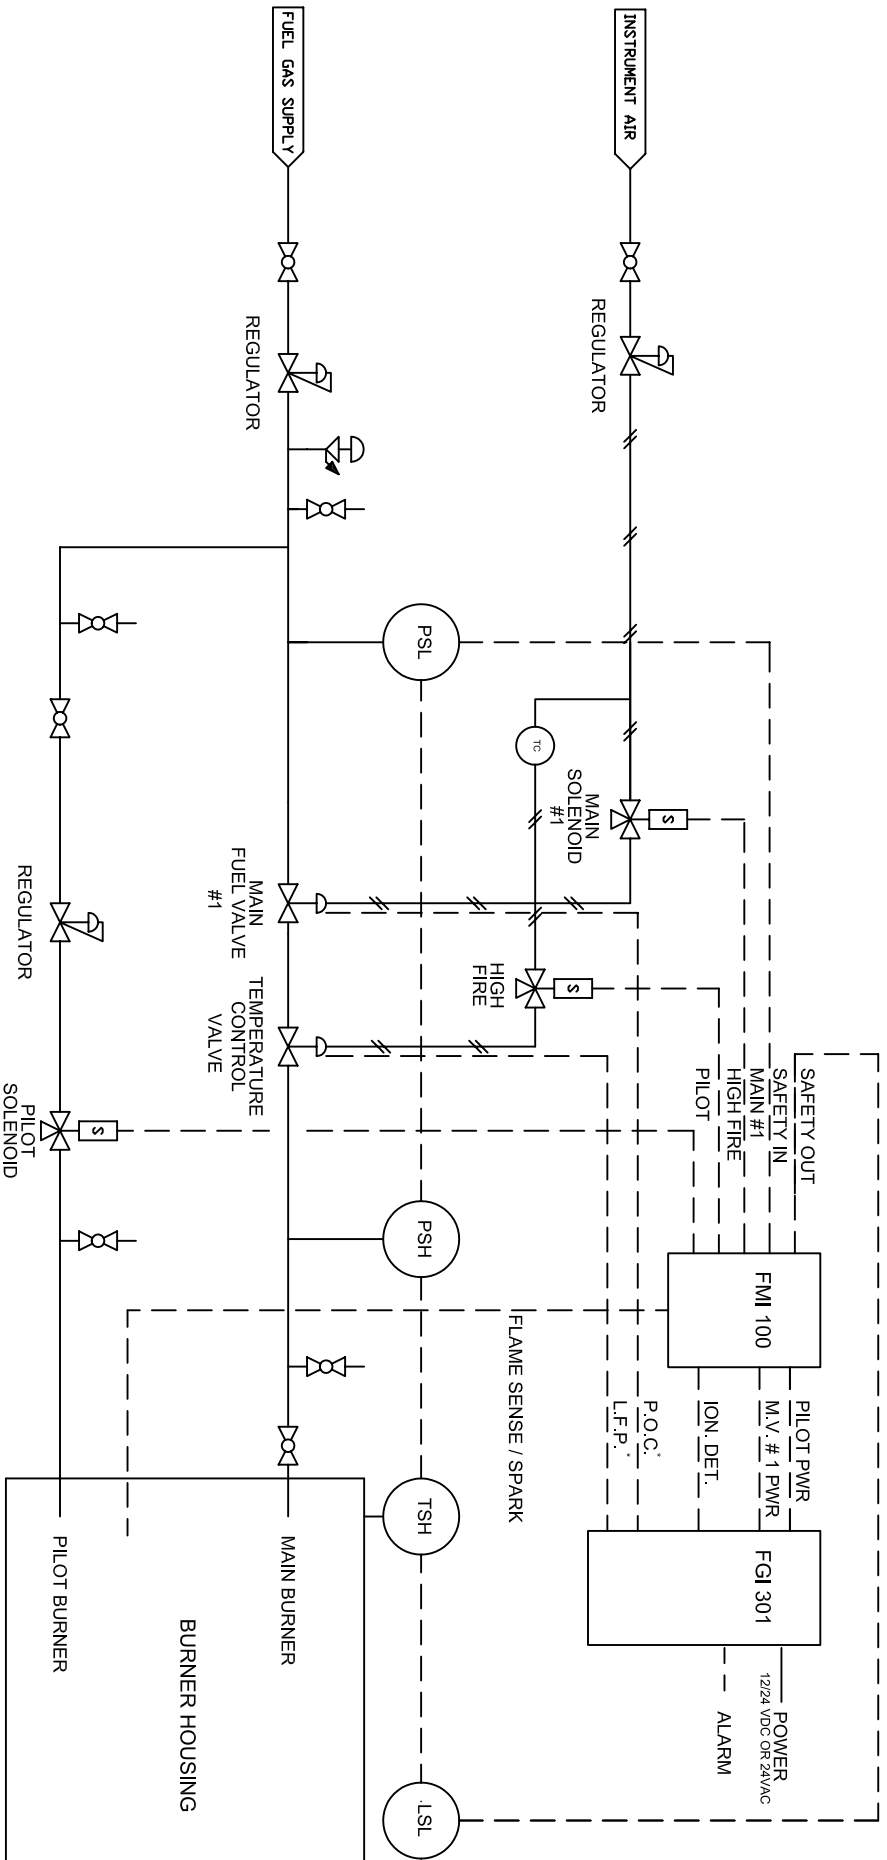 INSTRUMENT AIR
REGULATOR
FUEL GAS SUPPLY
REGULATOR
PSL
TC
MAIN
SOLENOID
#1
S
MAIN
FUEL VALVE
#1
HIGH
FIRE
S
TEMPERATURE
CONTROL
VALVE
REGULATOR
PILOT
SOLENOID
S
SAFETY OUT
SAFETY IN
MAIN #1
HIGH FIRE
PILOT
PSH
FMI 100
FLAME SENSE / SPARK
PILOT PWR
M.V. # 1 PWR
ION. DET.
P.O.C.*
L.F.P. *
TSH
FGI 301
POWER
12/24 VDC OR 24VAC
ALARM
.LSL
MAIN BURNER
PILOT BURNER
BURNER HOUSING